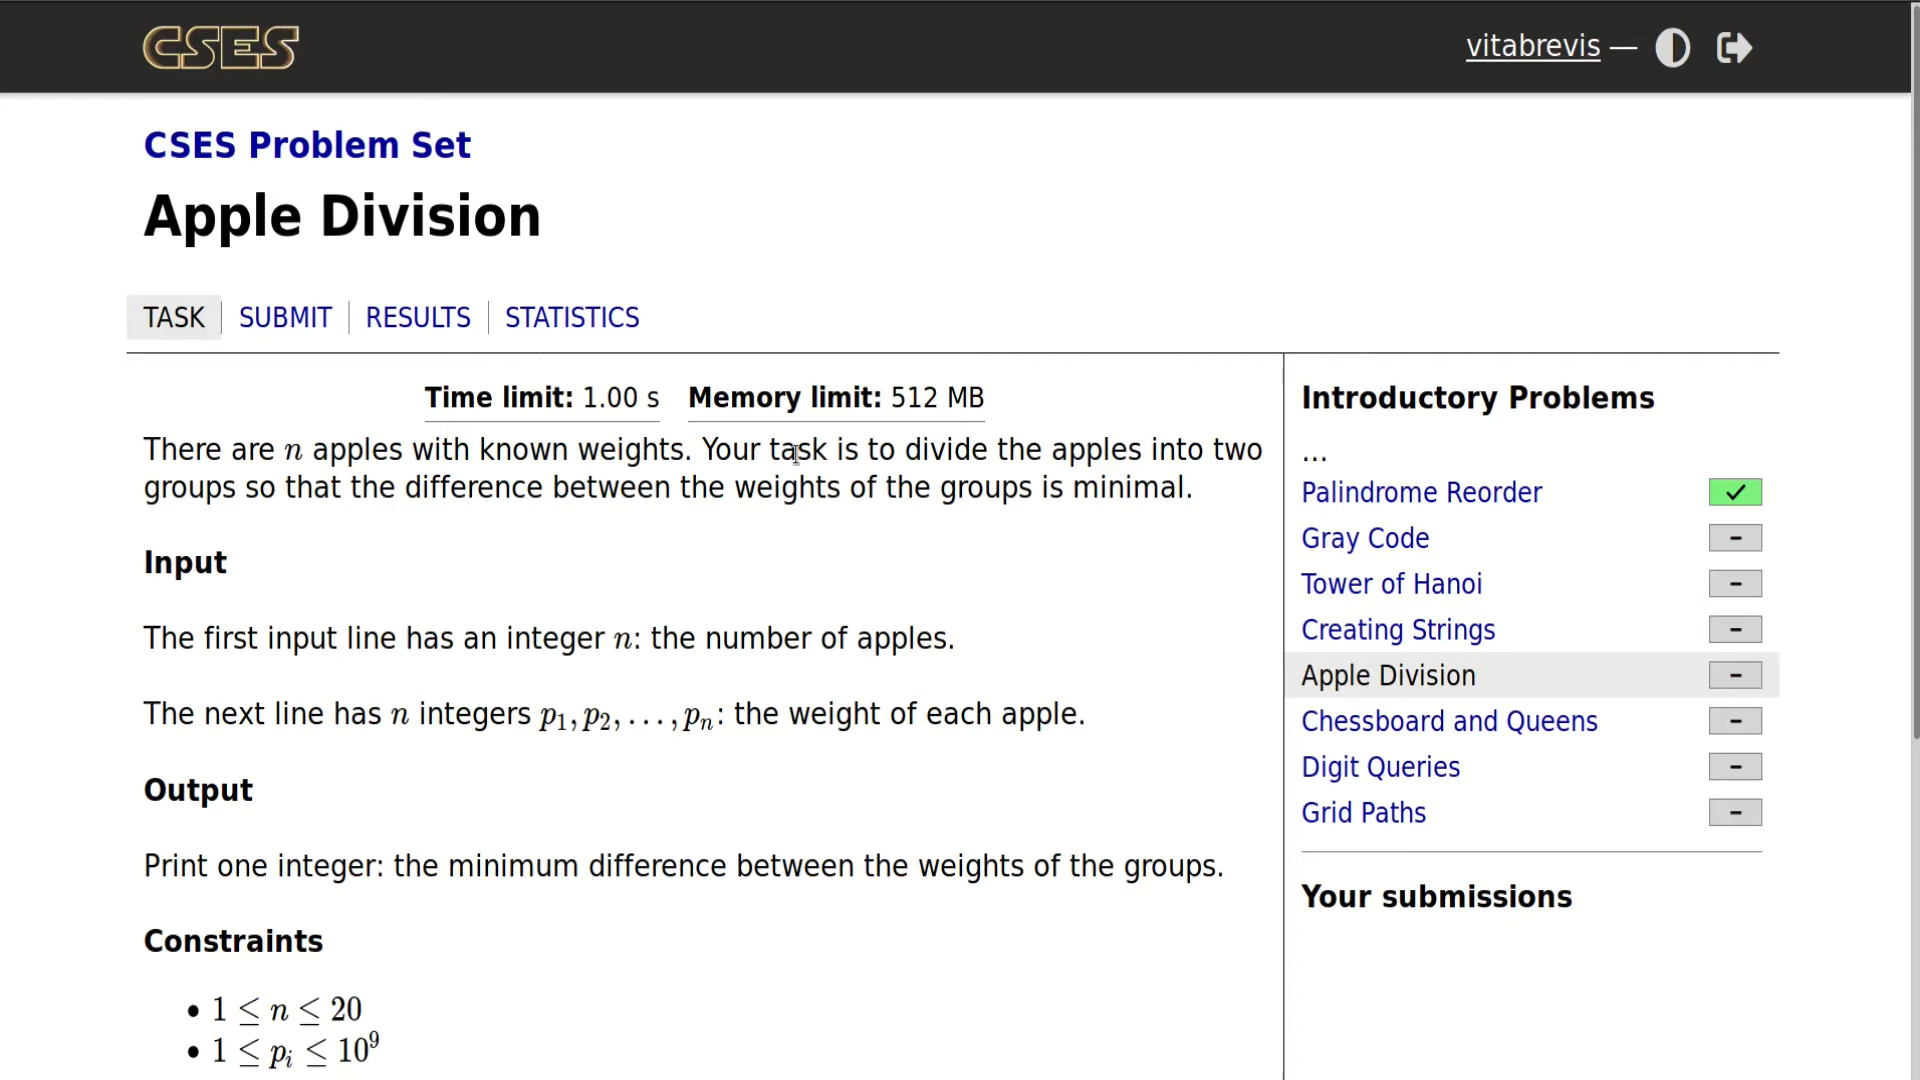 CSES
vitabrevis —
CSES Problem Set
Apple Division
TASK SUBMIT RESULTS STATISTICS
Time limit: 1.00 s Memory limit: 512 MB
There are n apples with known weights. Your task is to divide the apples into two
groups so that the difference between the weights of the groups is minimal.
Input
The first input line has an integer n: the number of apples.
The next line has n integers p₁, p₂, …, pₙ: the weight of each apple.
Output
Print one integer: the minimum difference between the weights of the groups.
Constraints
• 1 ≤ n ≤ 20
• 1 ≤ pᵢ ≤ 10⁹
Introductory Problems
...
Palindrome Reorder ✓
Gray Code –
Tower of Hanoi –
Creating Strings –
Apple Division –
Chessboard and Queens –
Digit Queries –
Grid Paths –
Your submissions